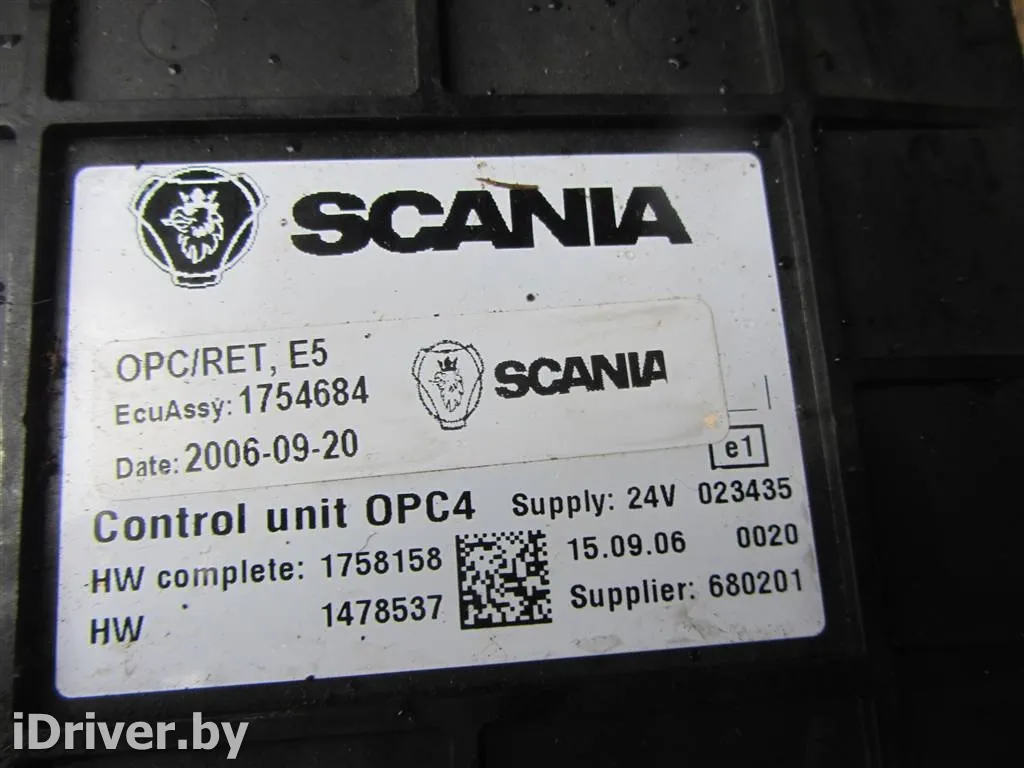 SCANIA
OPC/RET, E5
EcuAssy: 1754684
SCANIA
Date: 2006-09-20
e1
Control unit OPC4 Supply: 24V 023435
HW complete: 1758158 15.09.06 0020
HW 1478537 Supplier: 680201
iDriver.by